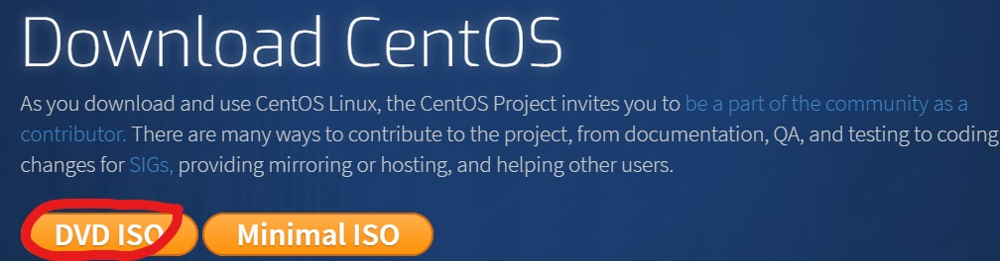 Download CentOS
As you download and use CentOS Linux, the CentOS Project invites you to be a part of the community as a
contributor. There are many ways to contribute to the project, from documentation, QA, and testing to coding
changes for SIGs, providing mirroring or hosting, and helping other users.
DVD ISO Minimal ISO